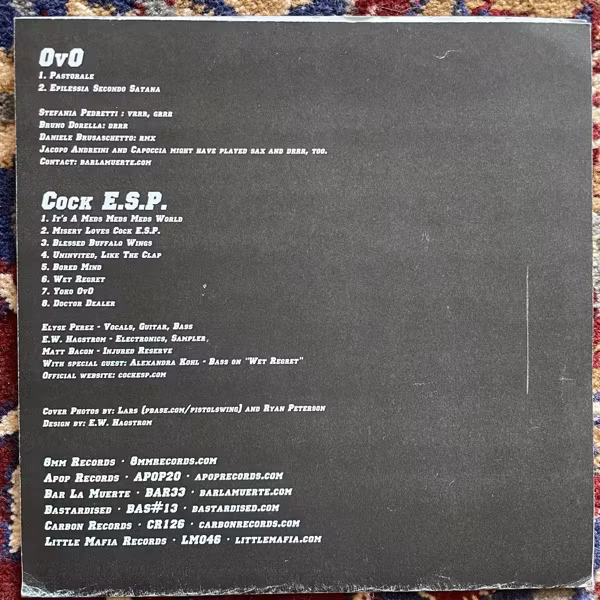 OvO
1. Pastorale
2. Epilessia Secondo Satana
Stefania Pedretti : vrrr, grrr
Bruno Dorella: drrr
Daniele Brusaschetto: rmx
Jacopo Andreini and Capoccia might have played sax and drrr, too.
Contact: barlamuerte.com
Cock E.S.P.
1. It's A Meds Meds Meds World
2. Misery Loves Cock E.S.P.
3. Blessed Buffalo Wings
4. Uninvited, Like The Clap
5. Bored Mind
6. Wet Regret
7. Yoko OvO
8. Doctor Dealer
Elyse Perez - Vocals, Guitar, Bass
E.W. Hagstrom - Electronics, Sampler
Matt Bacon - Injured Reserve
With special guest: Alexandra Kohl - Bass on "Wet Regret"
Official website: cockesp.com
Cover Photos by: Lars (pbase.com/pistolswing) and Ryan Peterson
Design by: E.W. Hagstrom
8mm Records · 8mmrecords.com
Apop Records · APOP20 · apoprecords.com
Bar La Muerte · BAR33 · barlamuerte.com
Bastardised · BAS#13 · bastardised.com
Carbon Records · CR126 · carbonrecords.com
Little Mafia Records · LM046 · littlemafia.com